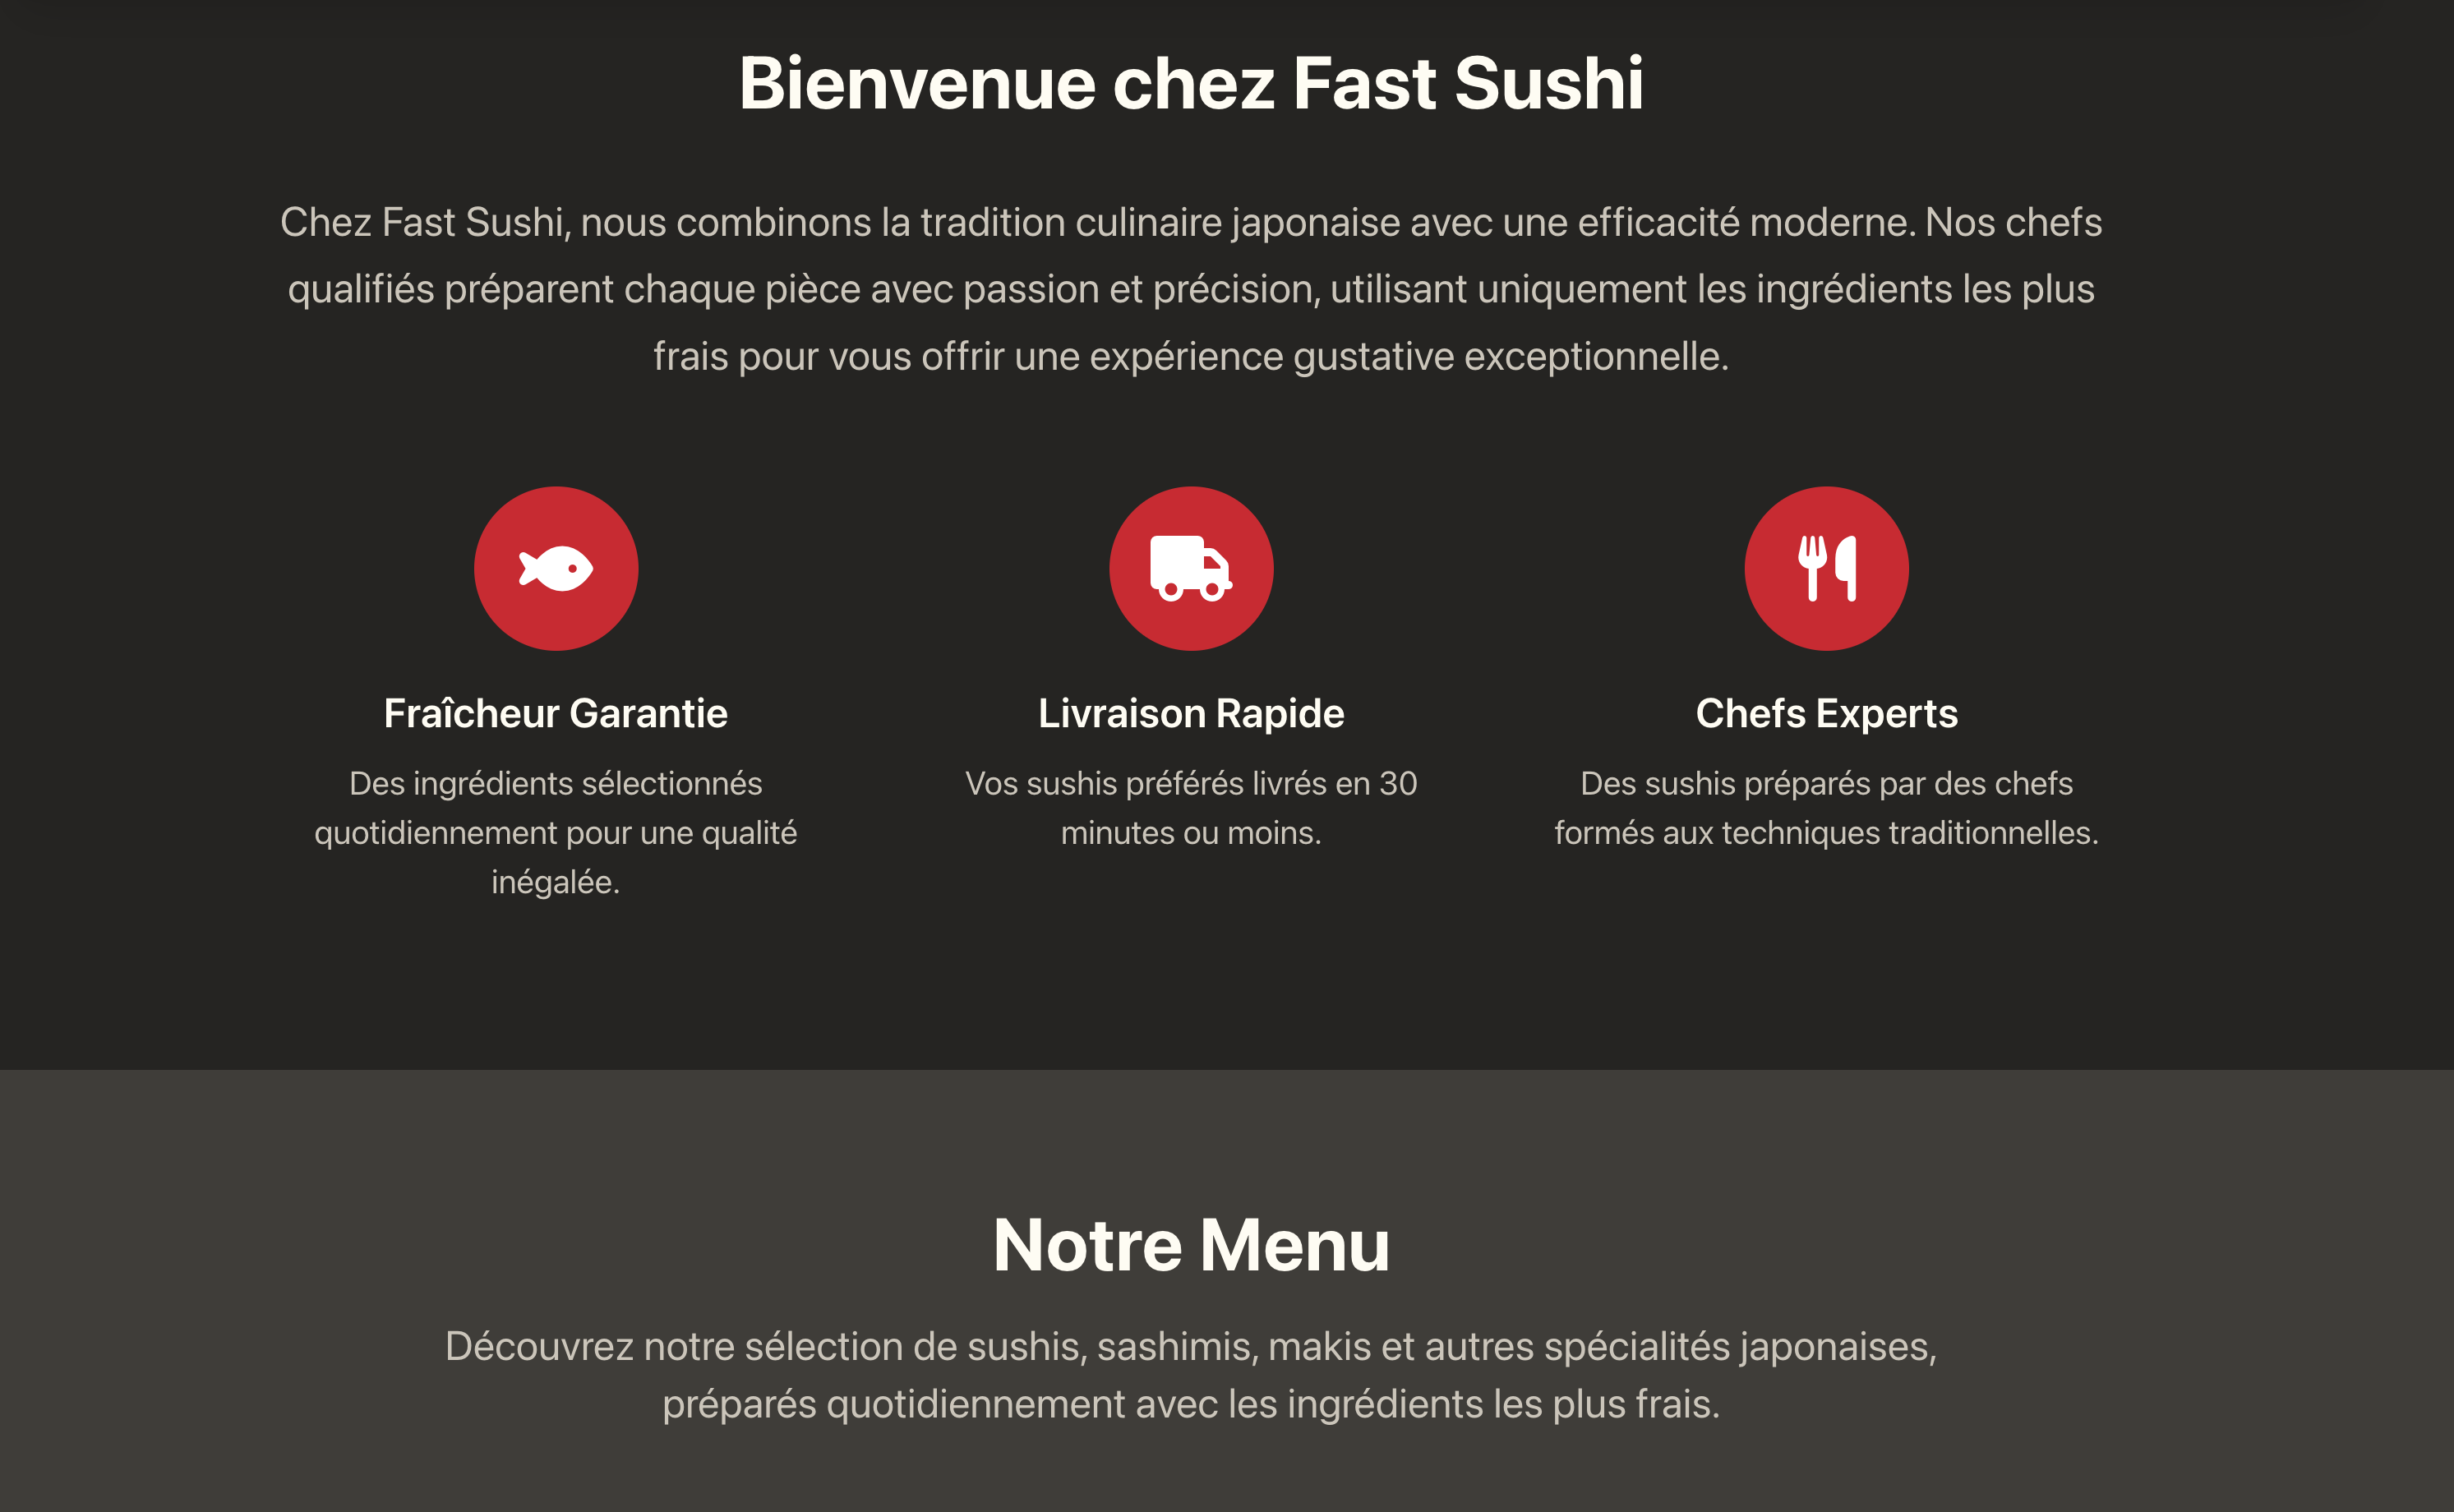 Bienvenue chez Fast Sushi
Chez Fast Sushi, nous combinons la tradition culinaire japonaise avec une efficacité moderne. Nos chefs
qualifiés préparent chaque pièce avec passion et précision, utilisant uniquement les ingrédients les plus
frais pour vous offrir une expérience gustative exceptionnelle.
Fraîcheur Garantie
Des ingrédients sélectionnés
quotidiennement pour une qualité
inégalée.
Livraison Rapide
Vos sushis préférés livrés en 30
minutes ou moins.
Chefs Experts
Des sushis préparés par des chefs
formés aux techniques traditionnelles.
Notre Menu
Découvrez notre sélection de sushis, sashimis, makis et autres spécialités japonaises,
préparés quotidiennement avec les ingrédients les plus frais.